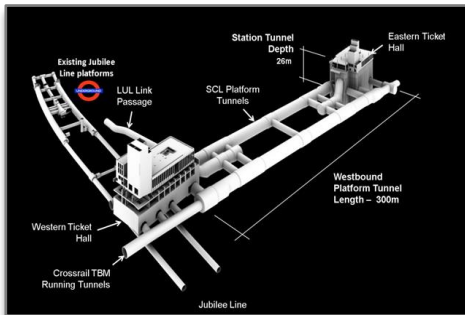 Station Tunnel
Depth
26m
Eastern Ticket
Hall
Existing Jubilee
Line platforms
UNDERGROUND
LUL Link
Passage
SCL Platform
Tunnels
Westbound
Platform Tunnel
Length – 300m
Western Ticket
Hall
Crossrail TBM
Running Tunnels
Jubilee Line